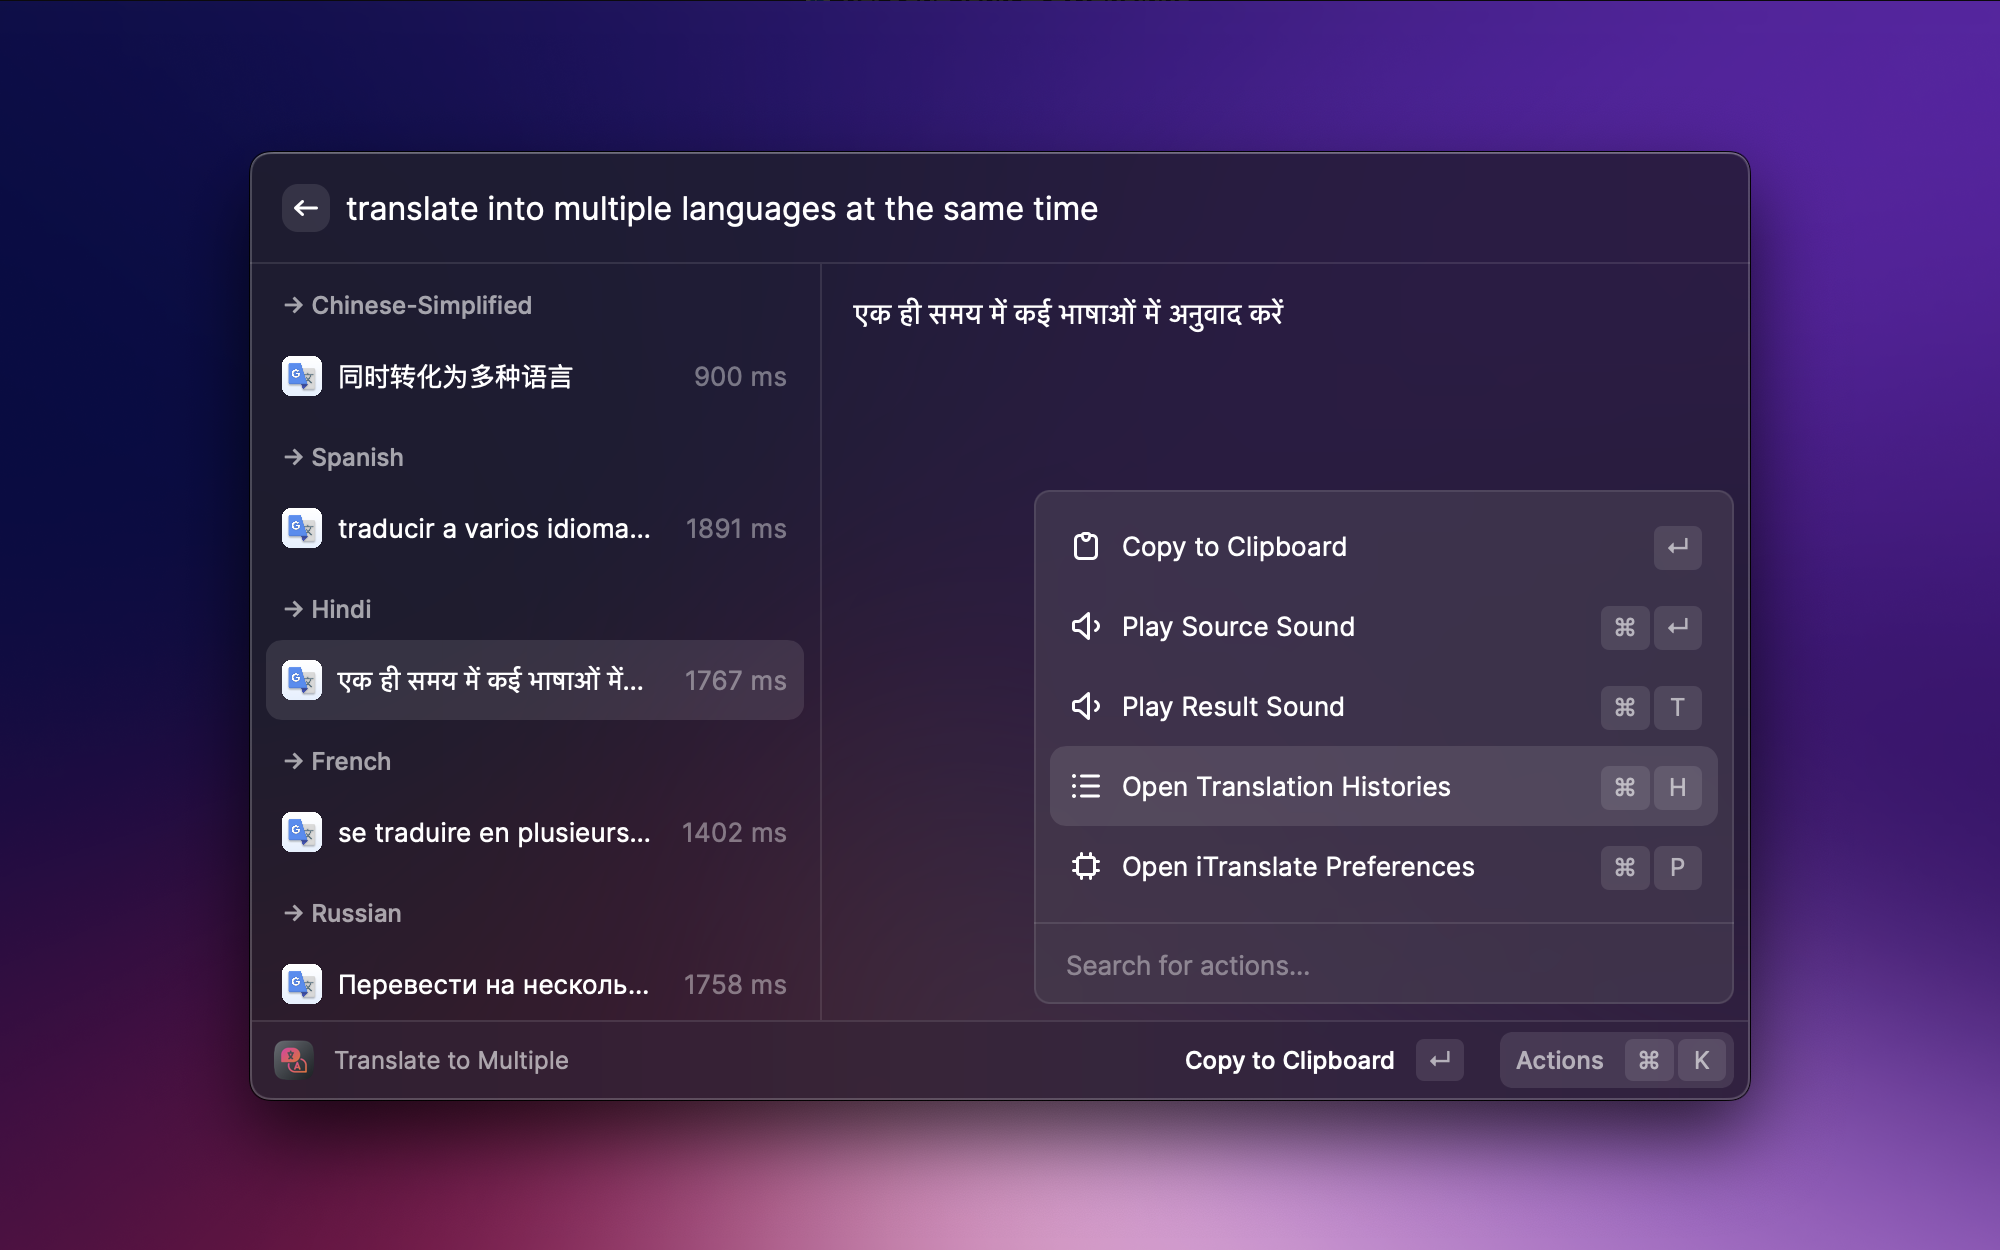 translate into multiple languages at the same time
→ Chinese-Simplified
同时转化为多种语言 900 ms
→ Spanish
traducir a varios idioma... 1891 ms
→ Hindi
एक ही समय में कई भाषाओं में... 1767 ms
→ French
se traduire en plusieurs... 1402 ms
→ Russian
Перевести на несколь... 1758 ms
एक ही समय में कई भाषाओं में अनुवाद करें
Copy to Clipboard ↵
Play Source Sound ⌘ ↵
Play Result Sound ⌘ T
Open Translation Histories ⌘ H
Open iTranslate Preferences ⌘ P
Search for actions...
Translate to Multiple
Copy to Clipboard ↵
Actions ⌘ K